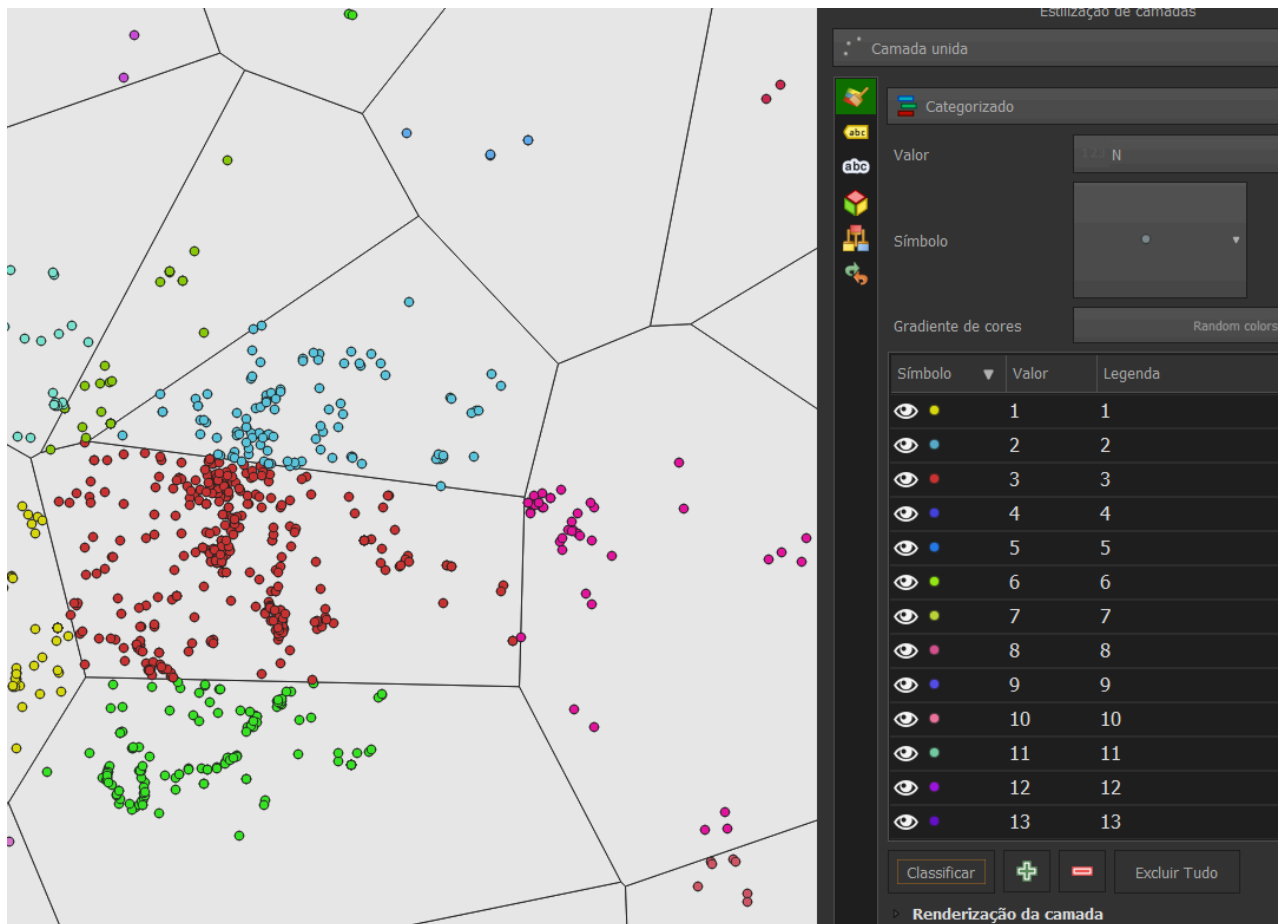 Estilização de camadas
Camada unida
abc
Categorizado
abc
Valor
N
Símbolo
Gradiente de cores
Random colors
Símbolo Valor Legenda
1 1
2 2
3 3
4 4
5 5
6 6
7 7
8 8
9 9
10 10
11 11
12 12
13 13
Classificar
Excluir Tudo
Renderização da camada